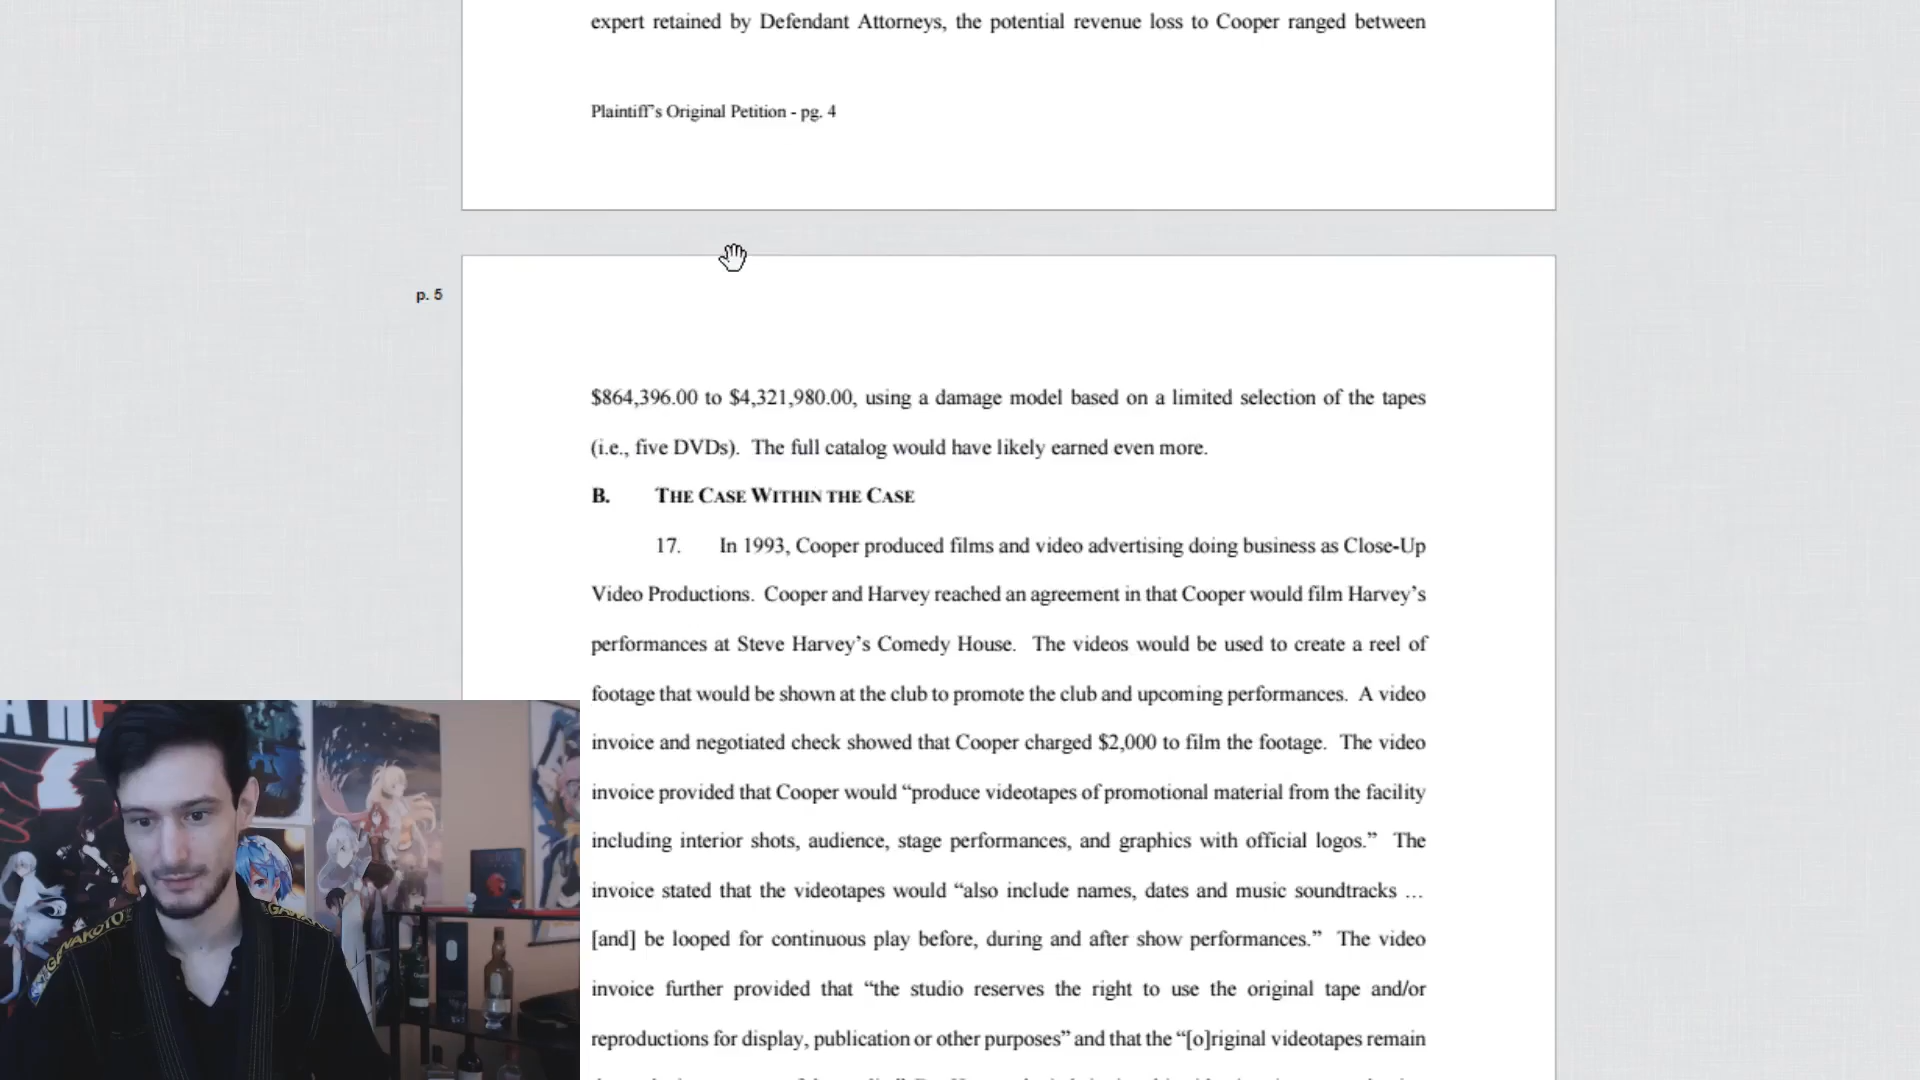 expert retained by Defendant Attorneys, the potential revenue loss to Cooper ranged between
Plaintiff's Original Petition - pg. 4
p. 5
$864,396.00 to $4,321,980.00, using a damage model based on a limited selection of the tapes
(i.e., five DVDs). The full catalog would have likely earned even more.
B. THE CASE WITHIN THE CASE
17. In 1993, Cooper produced films and video advertising doing business as Close-Up
Video Productions. Cooper and Harvey reached an agreement in that Cooper would film Harvey’s
performances at Steve Harvey’s Comedy House. The videos would be used to create a reel of
footage that would be shown at the club to promote the club and upcoming performances. A video
invoice and negotiated check showed that Cooper charged $2,000 to film the footage. The video
invoice provided that Cooper would “produce videotapes of promotional material from the facility
including interior shots, audience, stage performances, and graphics with official logos.” The
invoice stated that the videotapes would “also include names, dates and music soundtracks …
[and] be looped for continuous play before, during and after show performances.” The video
invoice further provided that “the studio reserves the right to use the original tape and/or
reproductions for display, publication or other purposes” and that the “[o]riginal videotapes remain